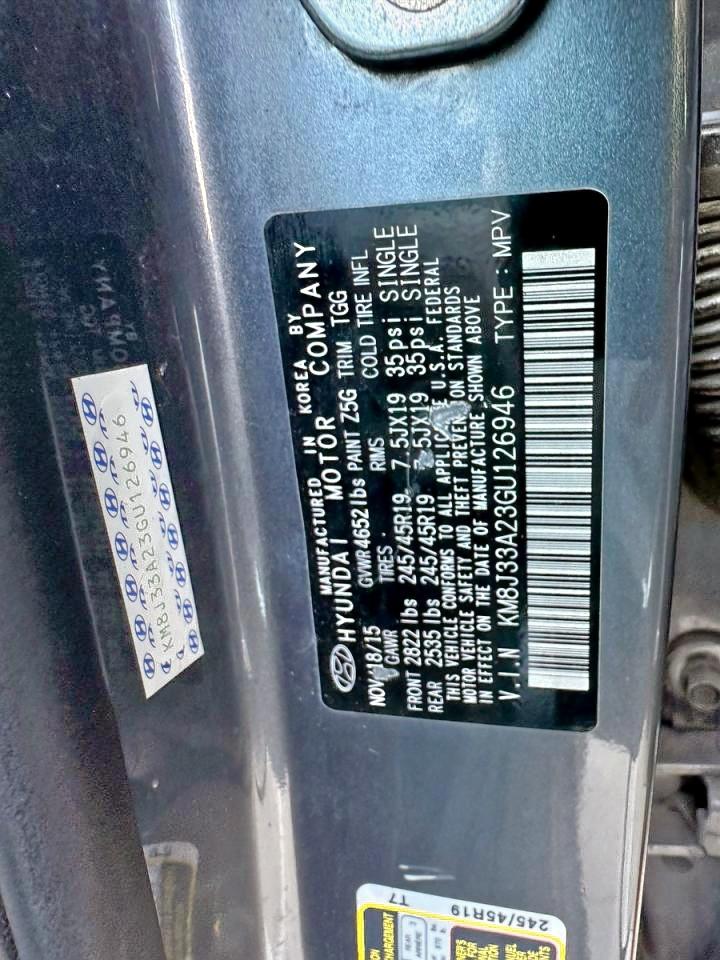 MANUFACTURED IN KOREA BY
HYUNDAI MOTOR COMPANY
NOV/18/15 GVWR 4652 lbs PAINT Z5G TRIM TGG
GAWR TIRES RIMS COLD TIRE INFL
FRONT 2822 lbs 245/45R19 7.5JX19 35psi SINGLE
REAR 2535 lbs 245/45R19 7.5JX19 35psi SINGLE
THIS VEHICLE CONFORMS TO ALL APPLICABLE U.S.A. FEDERAL
MOTOR VEHICLE SAFETY AND THEFT PREVENTION STANDARDS
IN EFFECT ON THE DATE OF MANUFACTURE SHOWN ABOVE
V.I.N KM8J33A23GU126946 TYPE : MPV
KM8J33A23GU126946
245/45R19
T7